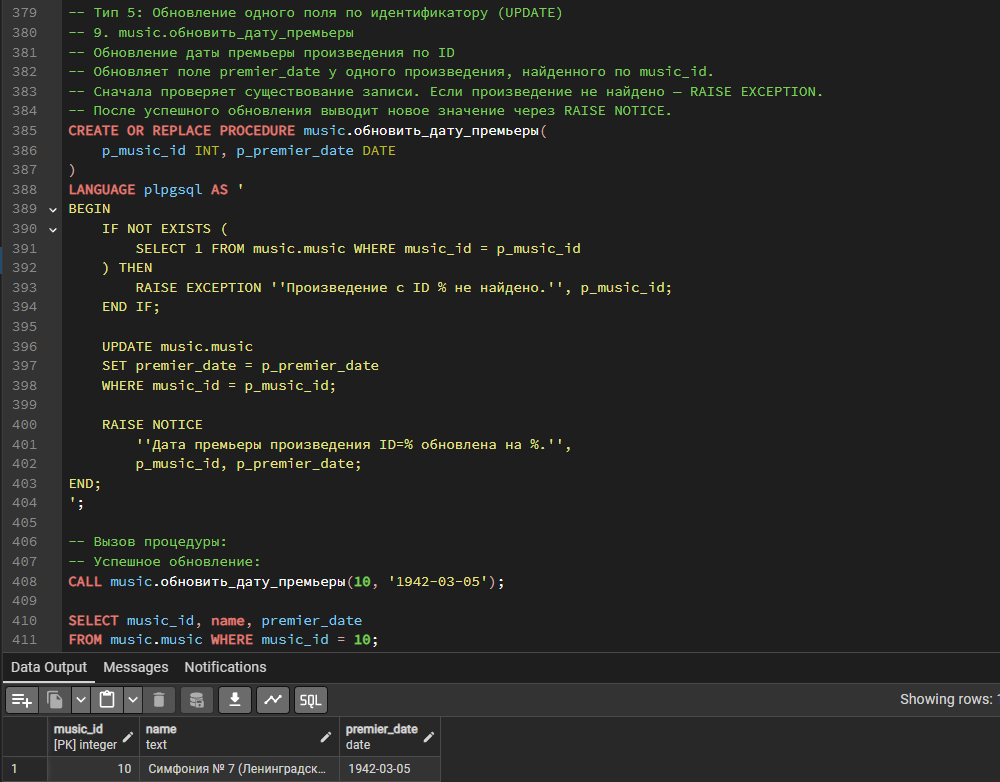 379 -- Тип 5: Обновление одного поля по идентификатору (UPDATE)
380 -- 9. music.обновить_дату_премьеры
381 -- Обновление даты премьеры произведения по ID
382 -- Обновляет поле premier_date у одного произведения, найденного по music_id.
383 -- Сначала проверяет существование записи. Если произведение не найдено — RAISE EXCEPTION.
384 -- После успешного обновления выводит новое значение через RAISE NOTICE.
385 CREATE OR REPLACE PROCEDURE music.обновить_дату_премьеры(
386     p_music_id INT, p_premier_date DATE
387 )
388 LANGUAGE plpgsql AS '
389 BEGIN
390     IF NOT EXISTS (
391         SELECT 1 FROM music.music WHERE music_id = p_music_id
392     ) THEN
393         RAISE EXCEPTION ''Произведение с ID % не найдено.'', p_music_id;
394     END IF;
395
396     UPDATE music.music
397     SET premier_date = p_premier_date
398     WHERE music_id = p_music_id;
399
400     RAISE NOTICE
401         ''Дата премьеры произведения ID=% обновлена на %.'',
402         p_music_id, p_premier_date;
403 END;
404 ';
405
406 -- Вызов процедуры:
407 -- Успешное обновление:
408 CALL music.обновить_дату_премьеры(10, '1942-03-05');
409
410 SELECT music_id, name, premier_date
411 FROM music.music WHERE music_id = 10;
Data Output Messages Notifications
SQL Showing rows:
music_id name premier_date
[PK] integer text date
1 10 Симфония № 7 (Ленинградск... 1942-03-05